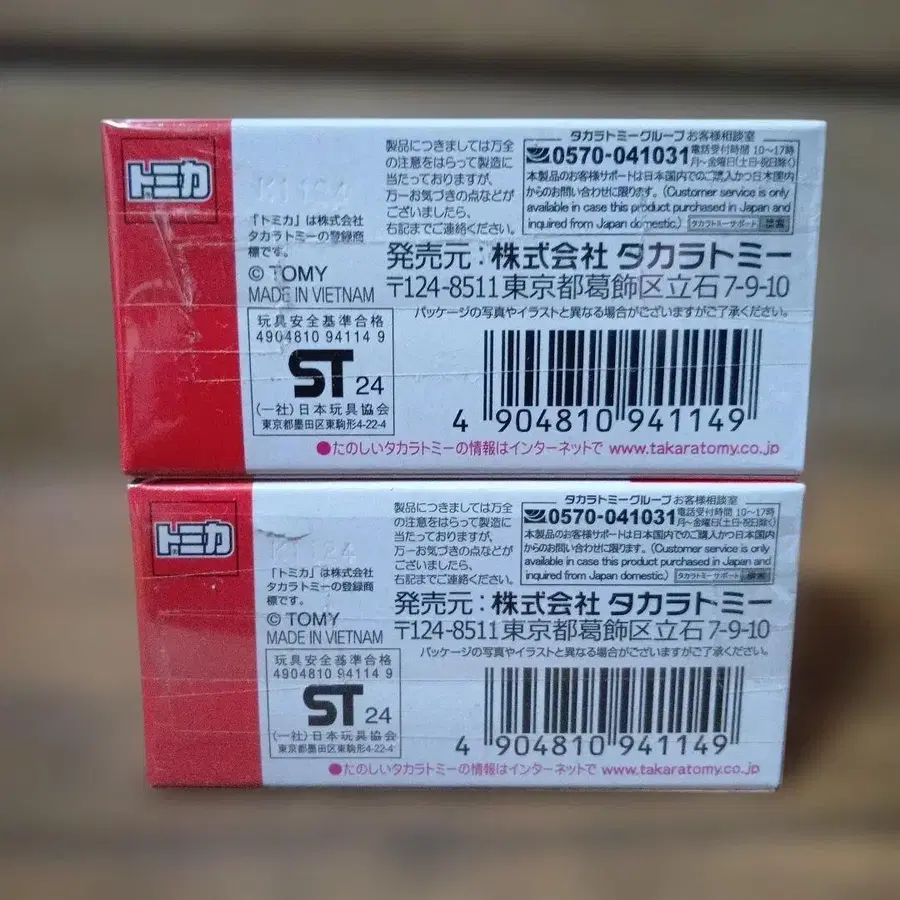 トミカ
製品につきましては万全
の注意をはらって製造に
当たっておりますが、
万一お気づきの点などが
ございましたら、
右記までご連絡ください。
タカラトミーグループ お客様相談室
0570-041031 電話受付時間 10〜17時
月〜金曜日(土・日・祝日除く)
本製品のお客様サポートは日本国内でのご購入かつ日本国内
からのお問い合わせに限ります。(Customer service is only
available in case this product purchased in Japan and
inquired from Japan domestic.) タカラトミーサポート 検索
「トミカ」は株式会社
タカラトミーの登録商
標です。
© TOMY
MADE IN VIETNAM
発売元:株式会社 タカラトミー
〒124-8511 東京都葛飾区立石7-9-10
パッケージの写真やイラストと異なる場合がございますがご了承ください。
玩具安全基準合格
4904810 94114 9
ST 24
(一社)日本玩具協会
東京都墨田区東駒形4-22-4
4 904810 941149
●たのしいタカラトミーの情報はインターネットで www.takaratomy.co.jp
トミカ
製品につきましては万全
の注意をはらって製造に
当たっておりますが、
万一お気づきの点などが
ございましたら、
右記までご連絡ください。
タカラトミーグループ お客様相談室
0570-041031 電話受付時間 10〜17時
月〜金曜日(土・日・祝日除く)
本製品のお客様サポートは日本国内でのご購入かつ日本国内
からのお問い合わせに限ります。(Customer service is only
available in case this product purchased in Japan and
inquired from Japan domestic.) タカラトミーサポート 検索
「トミカ」は株式会社
タカラトミーの登録商
標です。
© TOMY
MADE IN VIETNAM
発売元:株式会社 タカラトミー
〒124-8511 東京都葛飾区立石7-9-10
パッケージの写真やイラストと異なる場合がございますがご了承ください。
玩具安全基準合格
4904810 94114 9
ST 24
(一社)日本玩具協会
東京都墨田区東駒形4-22-4
4 904810 941149
●たのしいタカラトミーの情報はインターネットで www.takaratomy.co.jp